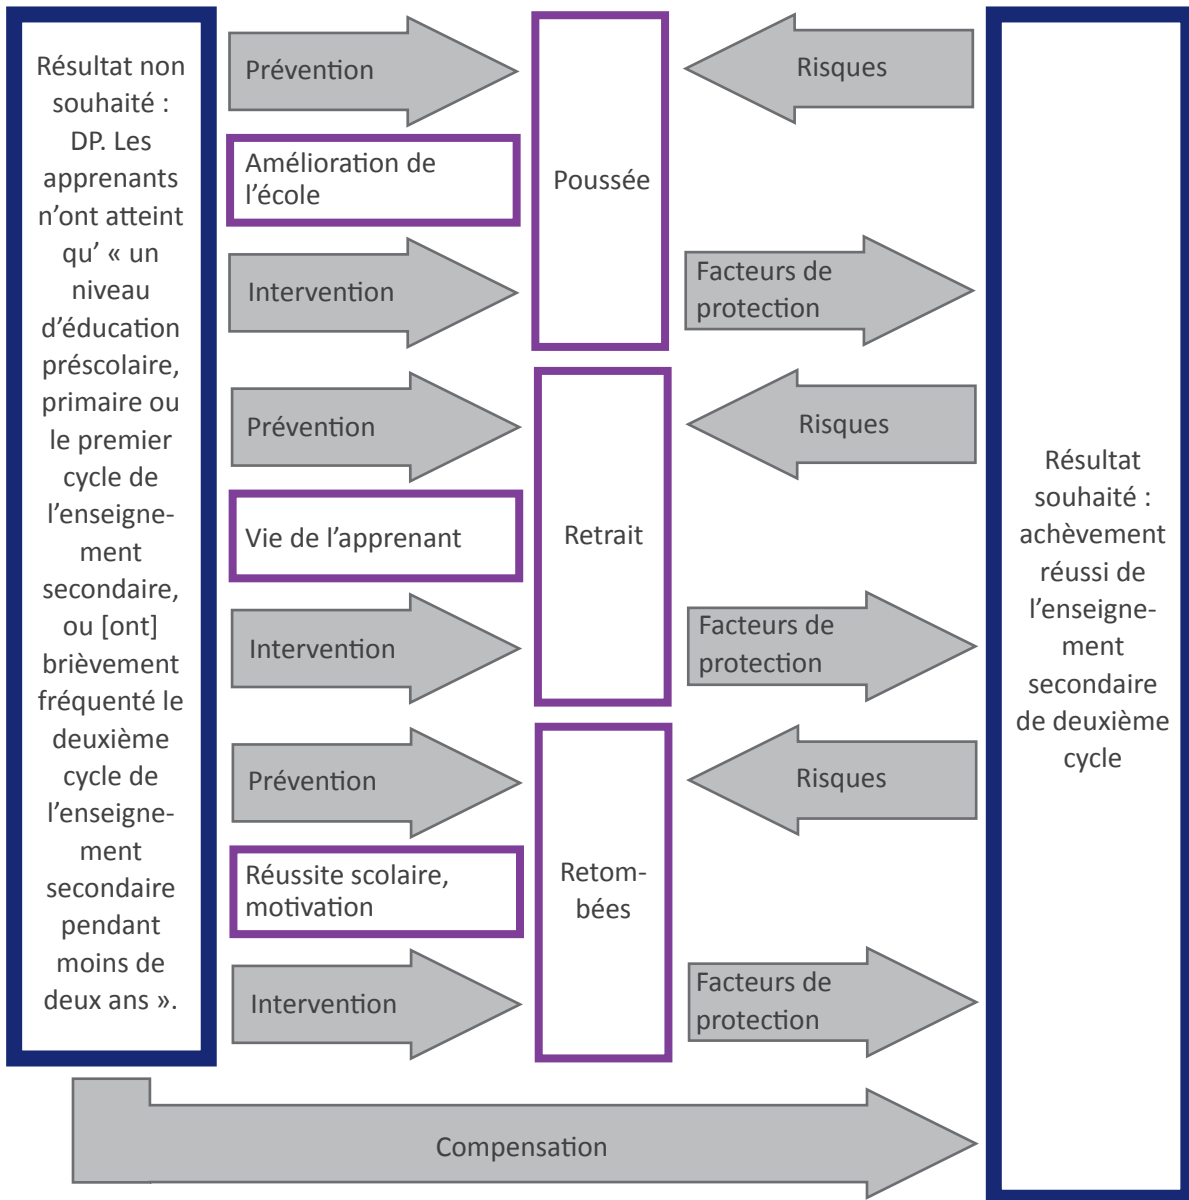 Résultat non
souhaité :
DP. Les
apprenants
n’ont atteint
qu’ « un
niveau
d’éducation
préscolaire,
primaire ou
le premier
cycle de
l’enseigne-
ment
secondaire,
ou [ont]
brièvement
fréquenté le
deuxième
cycle de
l’enseigne-
ment
secondaire
pendant
moins de
deux ans ».
Prévention
Amélioration de
l’école
Intervention
Poussée
Risques
Facteurs de
protection
Prévention
Vie de l’apprenant
Intervention
Retrait
Risques
Facteurs de
protection
Prévention
Réussite scolaire,
motivation
Intervention
Retom-
bées
Risques
Facteurs de
protection
Compensation
Résultat
souhaité :
achèvement
réussi de
l’enseigne-
ment
secondaire
de deuxième
cycle